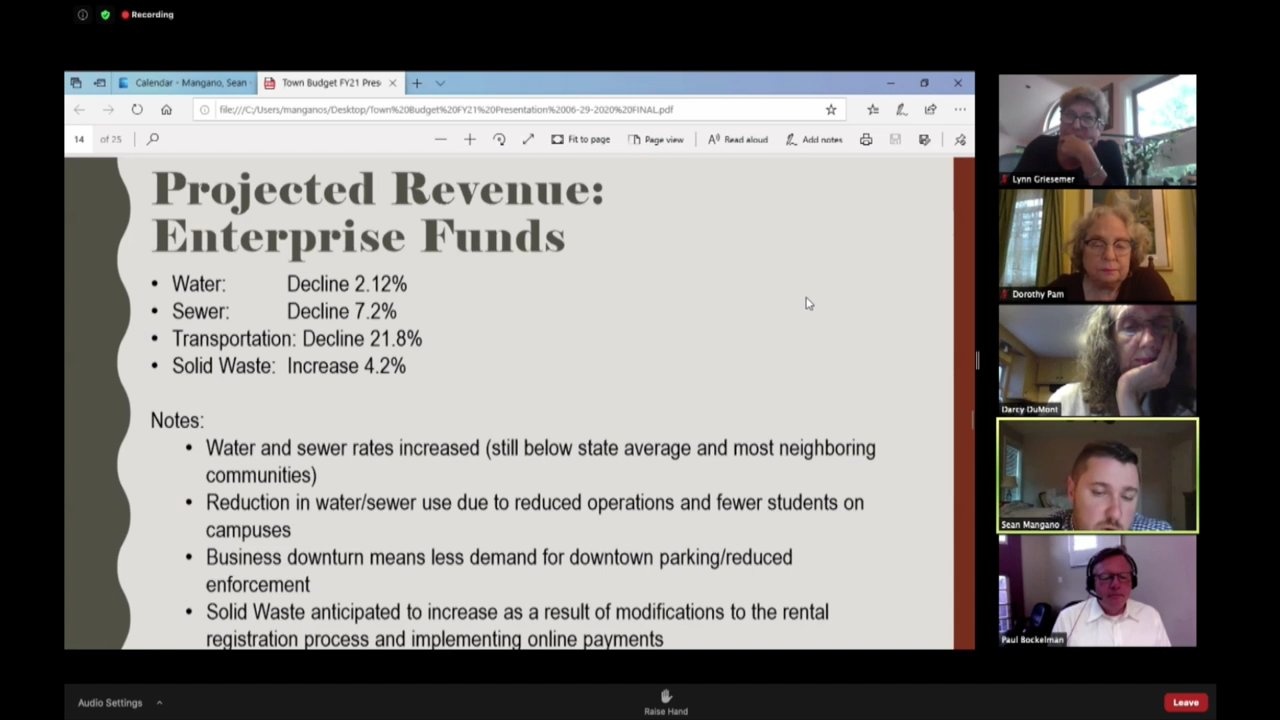 Recording
Calendar - Mangano, Sean -
Town Budget FY21 Pres
file:///C:/Users/manganos/Desktop/Town%20Budget%20FY21%20Presentation%2006-29-2020%20FINAL.pdf
14 of 25
Fit to page
Page view
Read aloud
Add notes
Projected Revenue:
Enterprise Funds
• Water: Decline 2.12%
• Sewer: Decline 7.2%
• Transportation: Decline 21.8%
• Solid Waste: Increase 4.2%
Notes:
• Water and sewer rates increased (still below state average and most neighboring
communities)
• Reduction in water/sewer use due to reduced operations and fewer students on
campuses
• Business downturn means less demand for downtown parking/reduced
enforcement
• Solid Waste anticipated to increase as a result of modifications to the rental
registration process and implementing online payments
Lynn Griesemer
Dorothy Pam
Darcy DuMont
Sean Mangano
Paul Bockelman
Audio Settings
Raise Hand
Leave